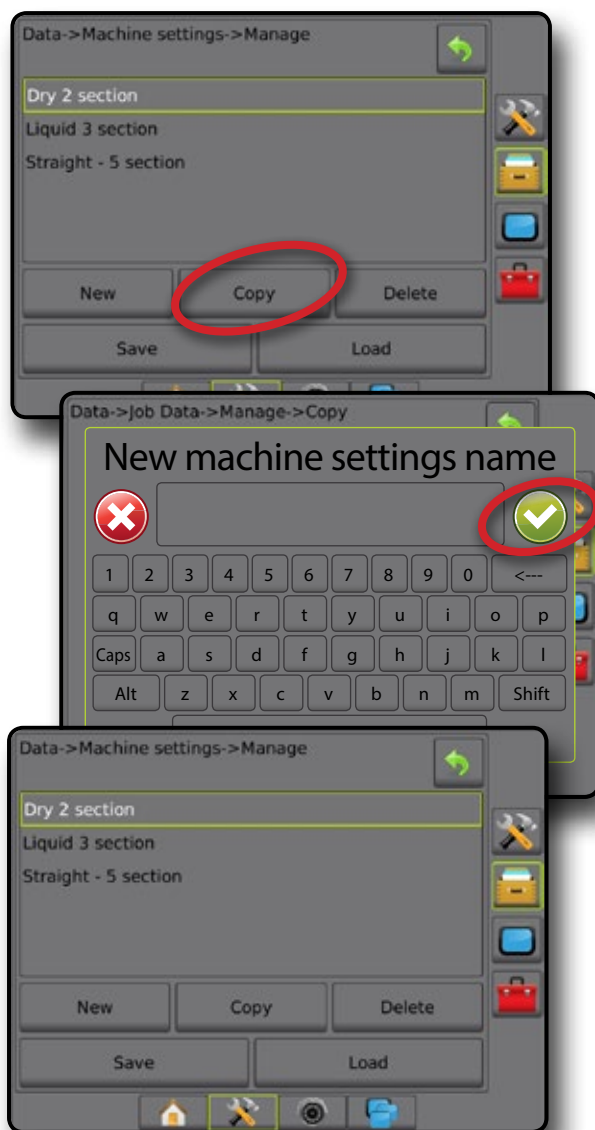 Data->Machine settings->Manage
Dry 2 section
Liquid 3 section
Straight - 5 section
New Copy Delete
Save Load
Data->Job Data->Manage->Copy
New machine settings name
1 2 3 4 5 6 7 8 9 0 <---
q w e r t y u i o p
Caps a s d f g h j k l
Alt z x c v b n m Shift
Data->Machine settings->Manage
Dry 2 section
Liquid 3 section
Straight - 5 section
New Copy Delete
Save Load